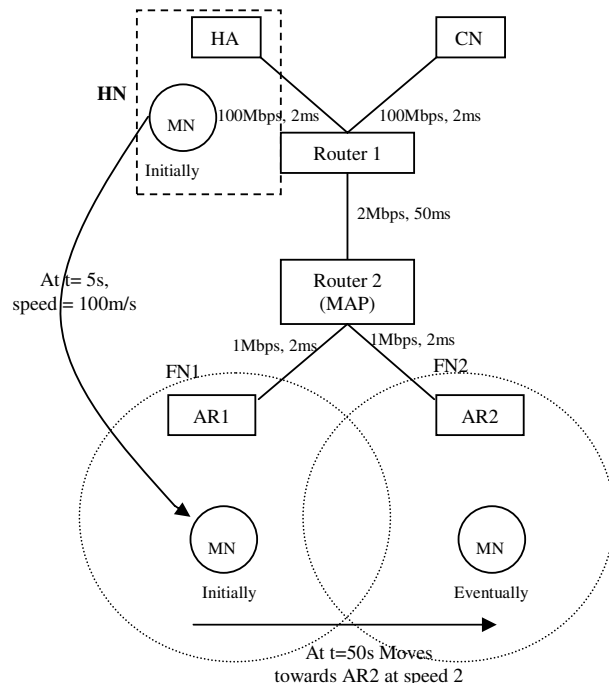 HA
CN
HN
MN
Initially
100Mbps, 2ms
100Mbps, 2ms
Router 1
2Mbps, 50ms
At t= 5s,
speed = 100m/s
Router 2
(MAP)
1Mbps, 2ms
1Mbps, 2ms
FN1
FN2
AR1
AR2
MN
MN
Initially
Eventually
At t=50s Moves
towards AR2 at speed 2